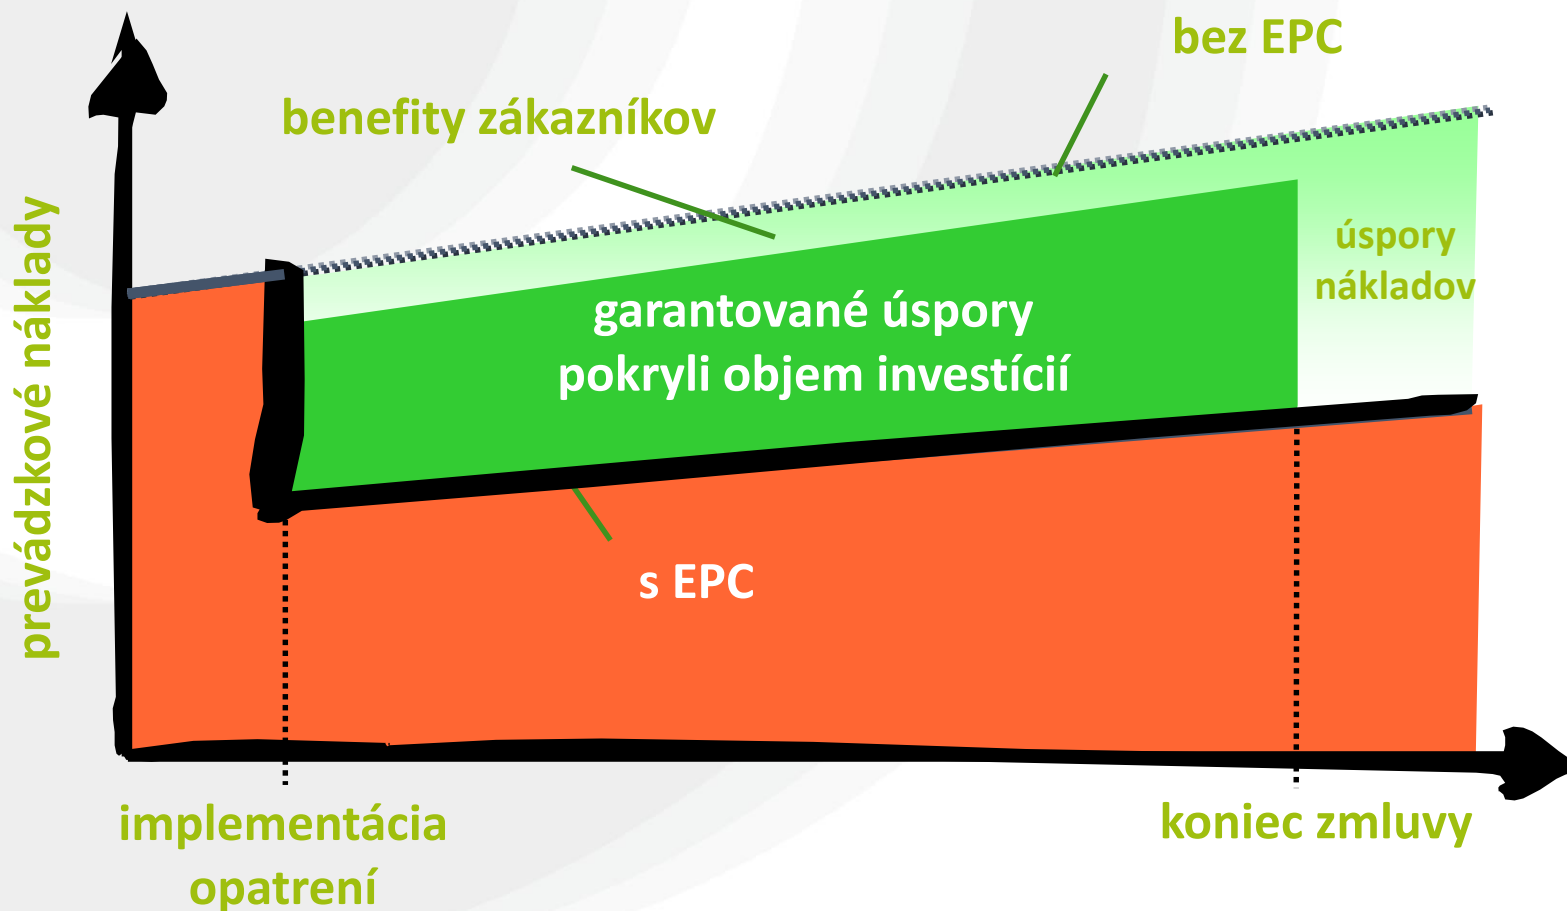 bez EPC
benefity zákazníkov
prevádzkové náklady
úspory
nákladov
garantované úspory
pokryli objem investícií
s EPC
implementácia
opatrení
koniec zmluvy